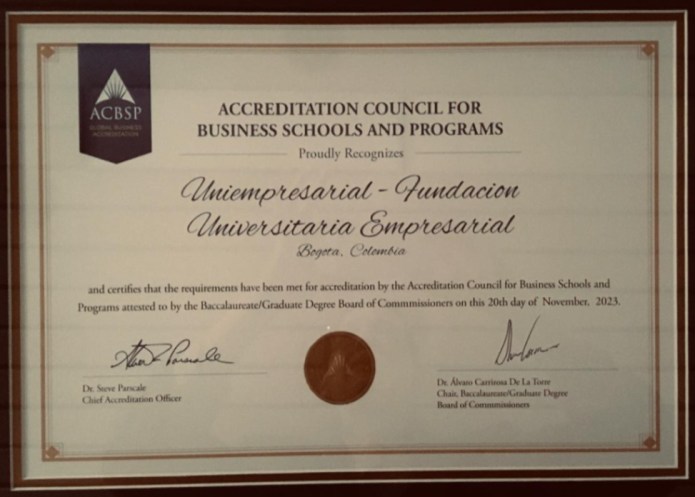 ACBSP
GLOBAL BUSINESS
ACCREDITATION
ACCREDITATION COUNCIL FOR
BUSINESS SCHOOLS AND PROGRAMS
Proudly Recognizes
Uniempresarial - Fundacion
Universitaria Empresarial
Bogota, Colombia
and certifies that the requirements have been met for accreditation by the Accreditation Council for Business Schools and
Programs attested to by the Baccalaureate/Graduate Degree Board of Commmissioners on this 20th day of November, 2023.
Dr. Steve Parscale
Chief Accreditation Officer
Dr. Álvaro Carrizosa De La Torre
Chair, Baccalaureate/Graduate Degree
Board of Commmissioners